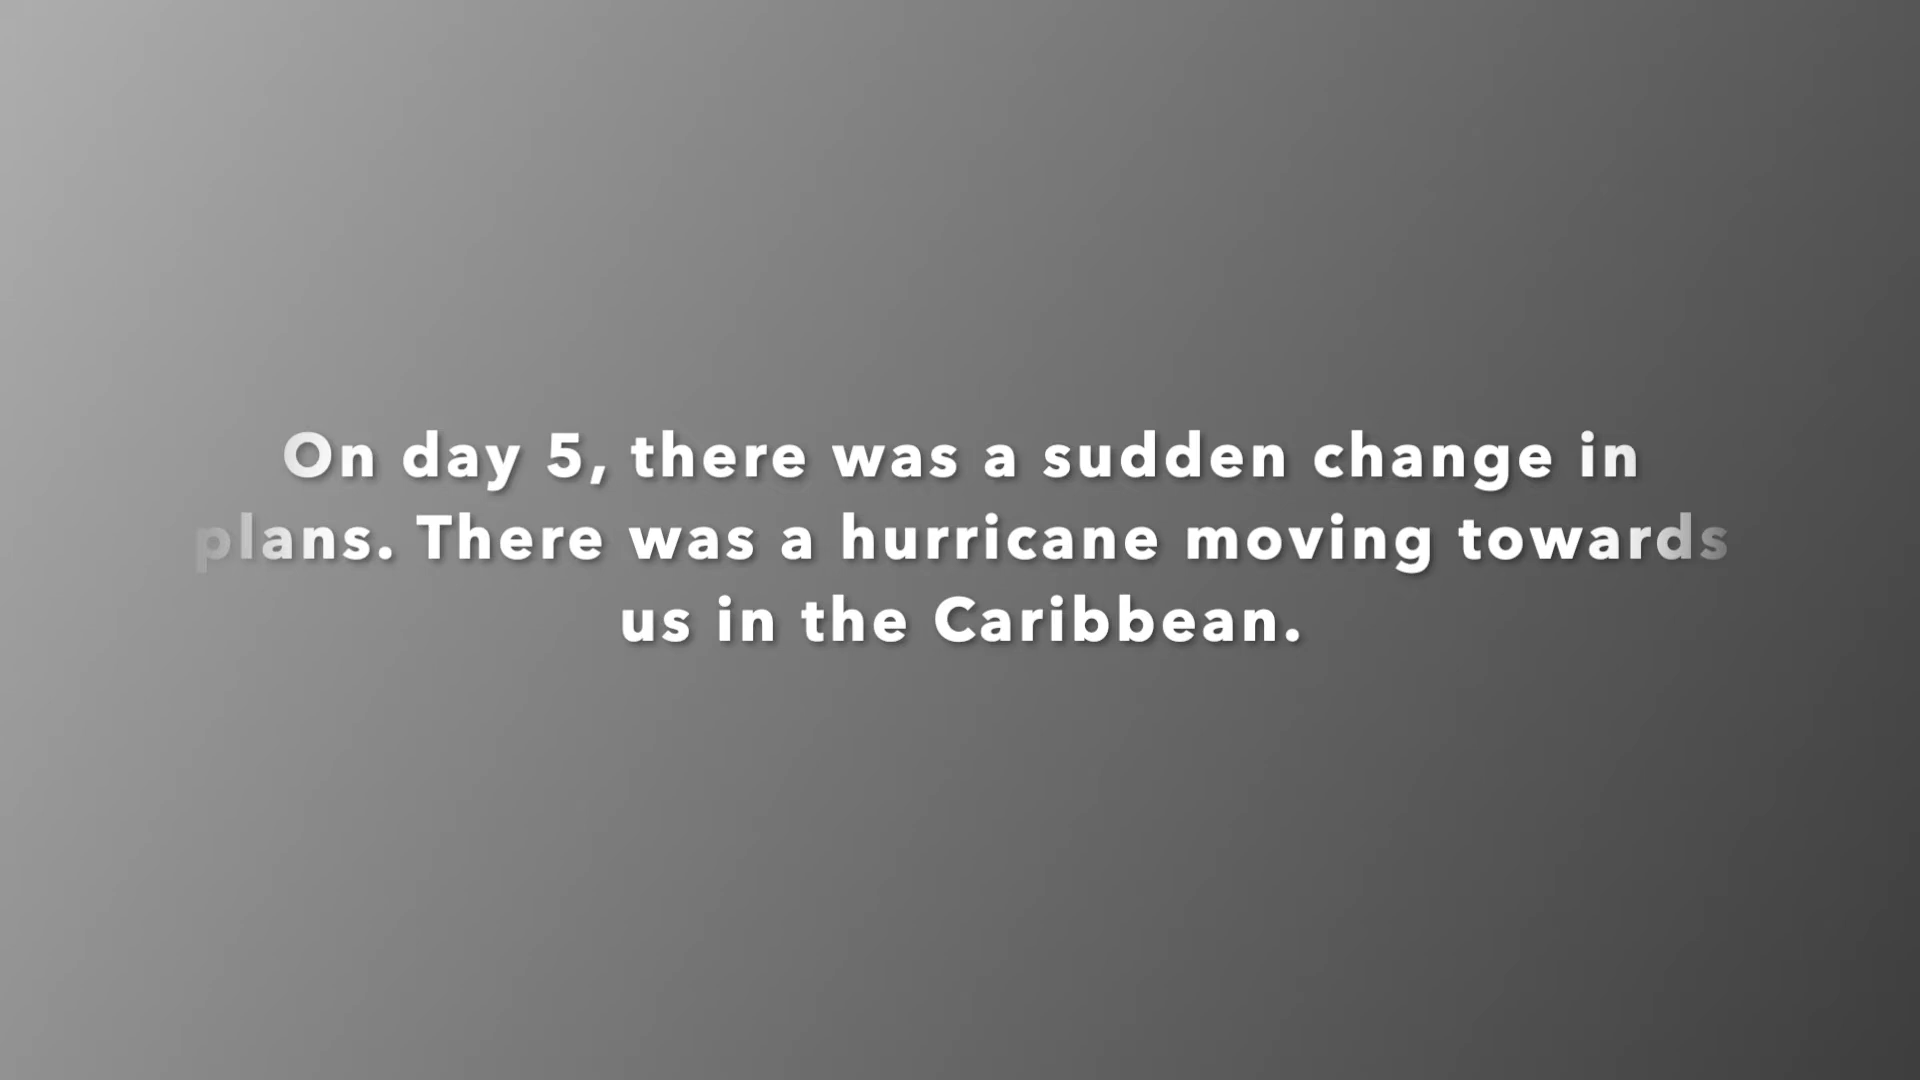 On day 5, there was a sudden change in
plans. There was a hurricane moving towards
us in the Caribbean.